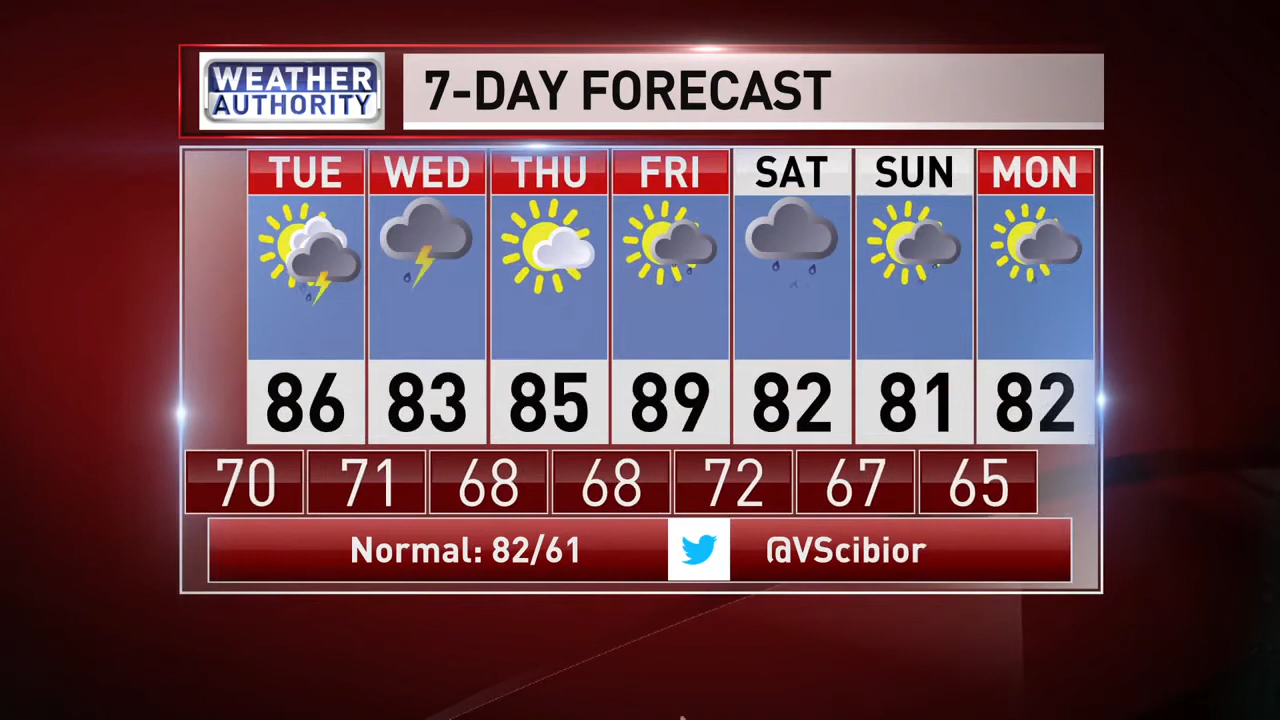 WEATHER
AUTHORITY
7-DAY FORECAST
TUE WED THU FRI SAT SUN MON
86 83 85 89 82 81 82
70 71 68 68 72 67 65
Normal: 82/61 @VScibior